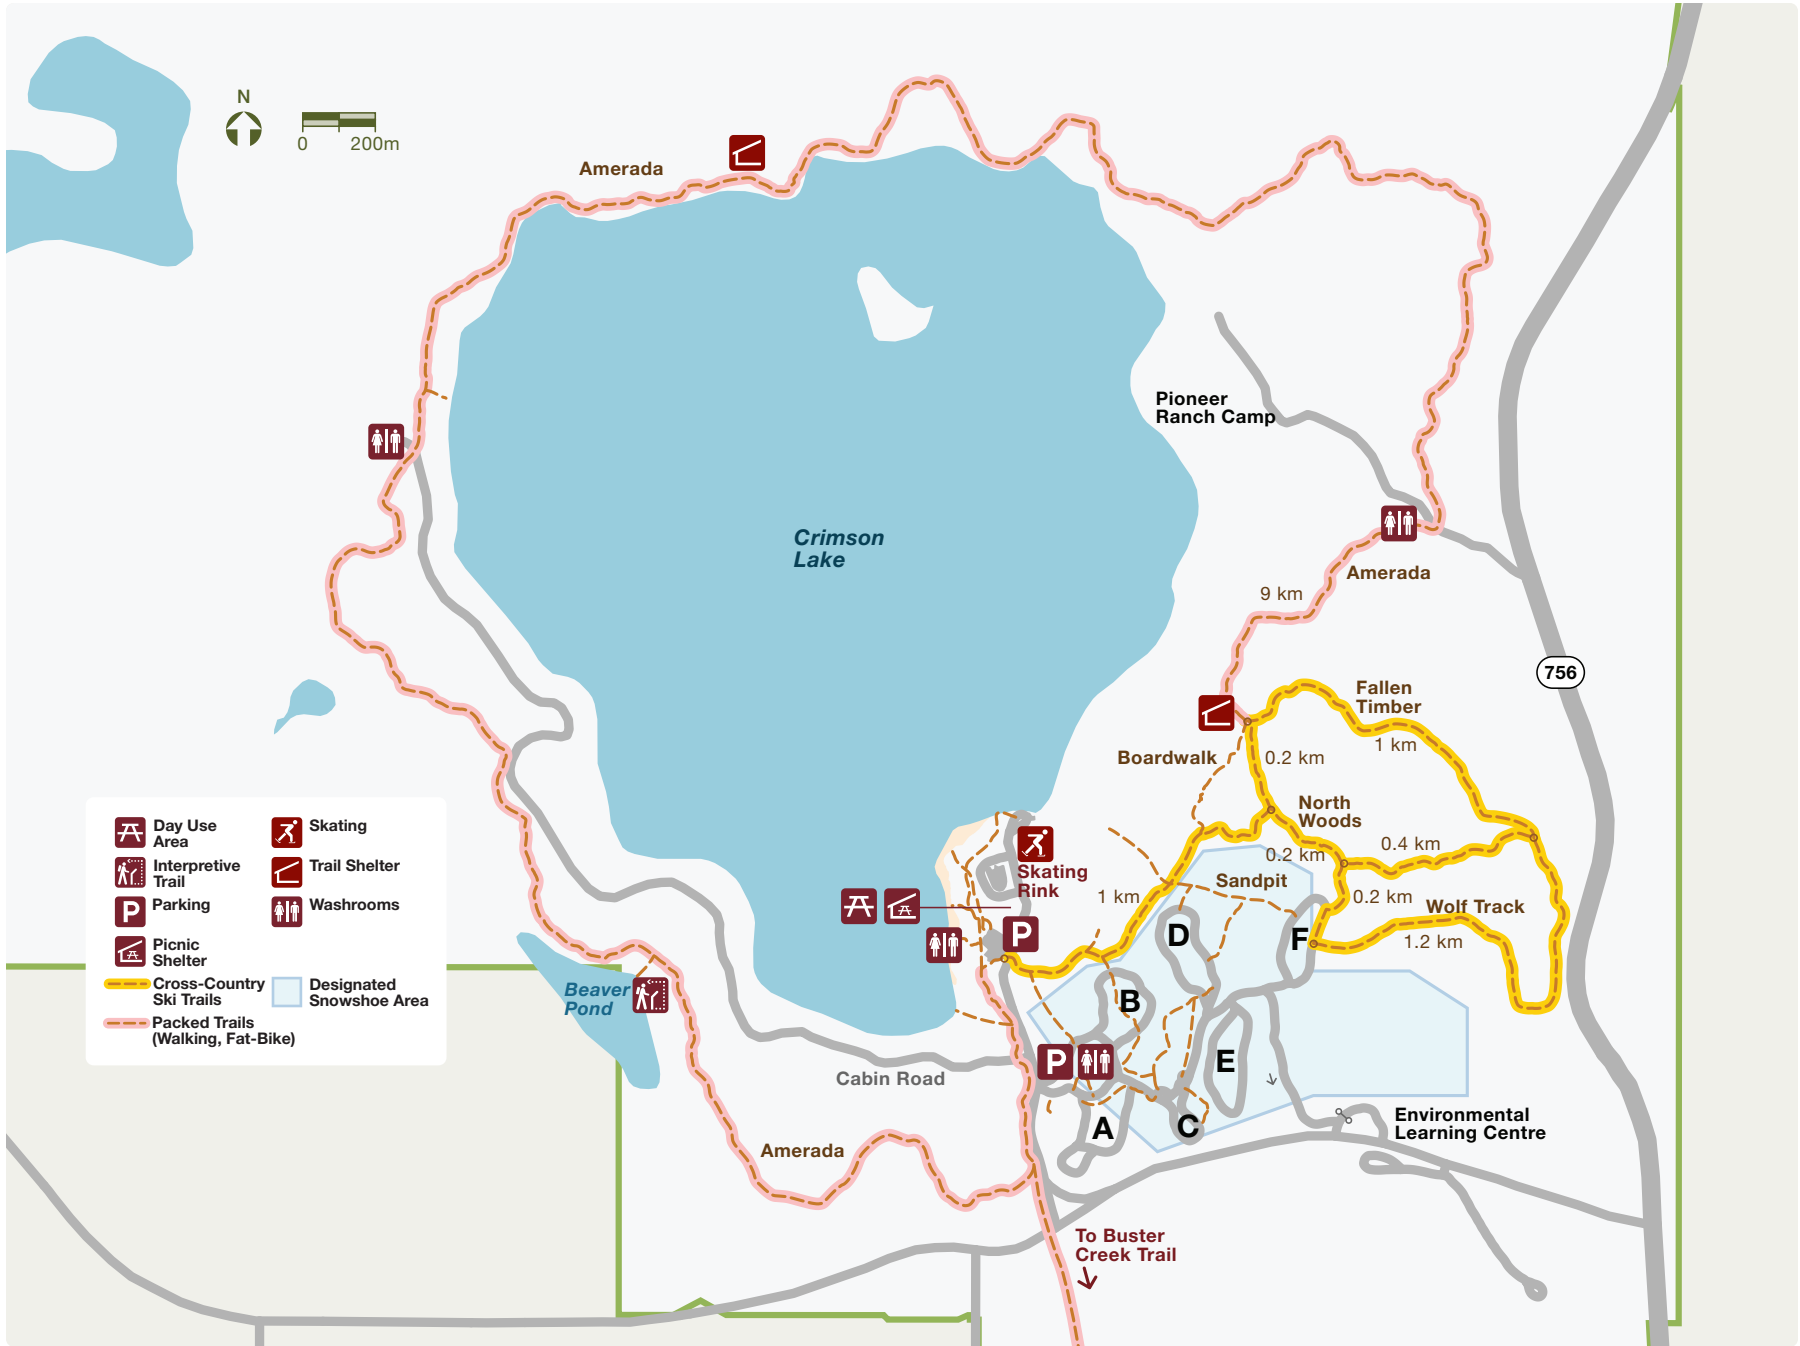 N
0 200m
Amerada
Pioneer
Ranch Camp
Crimson
Lake
Amerada
9 km
756
Fallen
Timber
1 km
Boardwalk
0.2 km
North
Woods
0.2 km
0.4 km
Sandpit
0.2 km
Wolf Track
1.2 km
1 km
Skating
Rink
P
D
F
B
E
P
A
C
Beaver
Pond
Cabin Road
Amerada
Environmental
Learning Centre
To Buster
Creek Trail
Day Use
Area
Interpretive
Trail
P
Parking
Picnic
Shelter
Skating
Trail Shelter
Washrooms
Cross-Country
Ski Trails
Designated
Snowshoe Area
Packed Trails
(Walking, Fat-Bike)